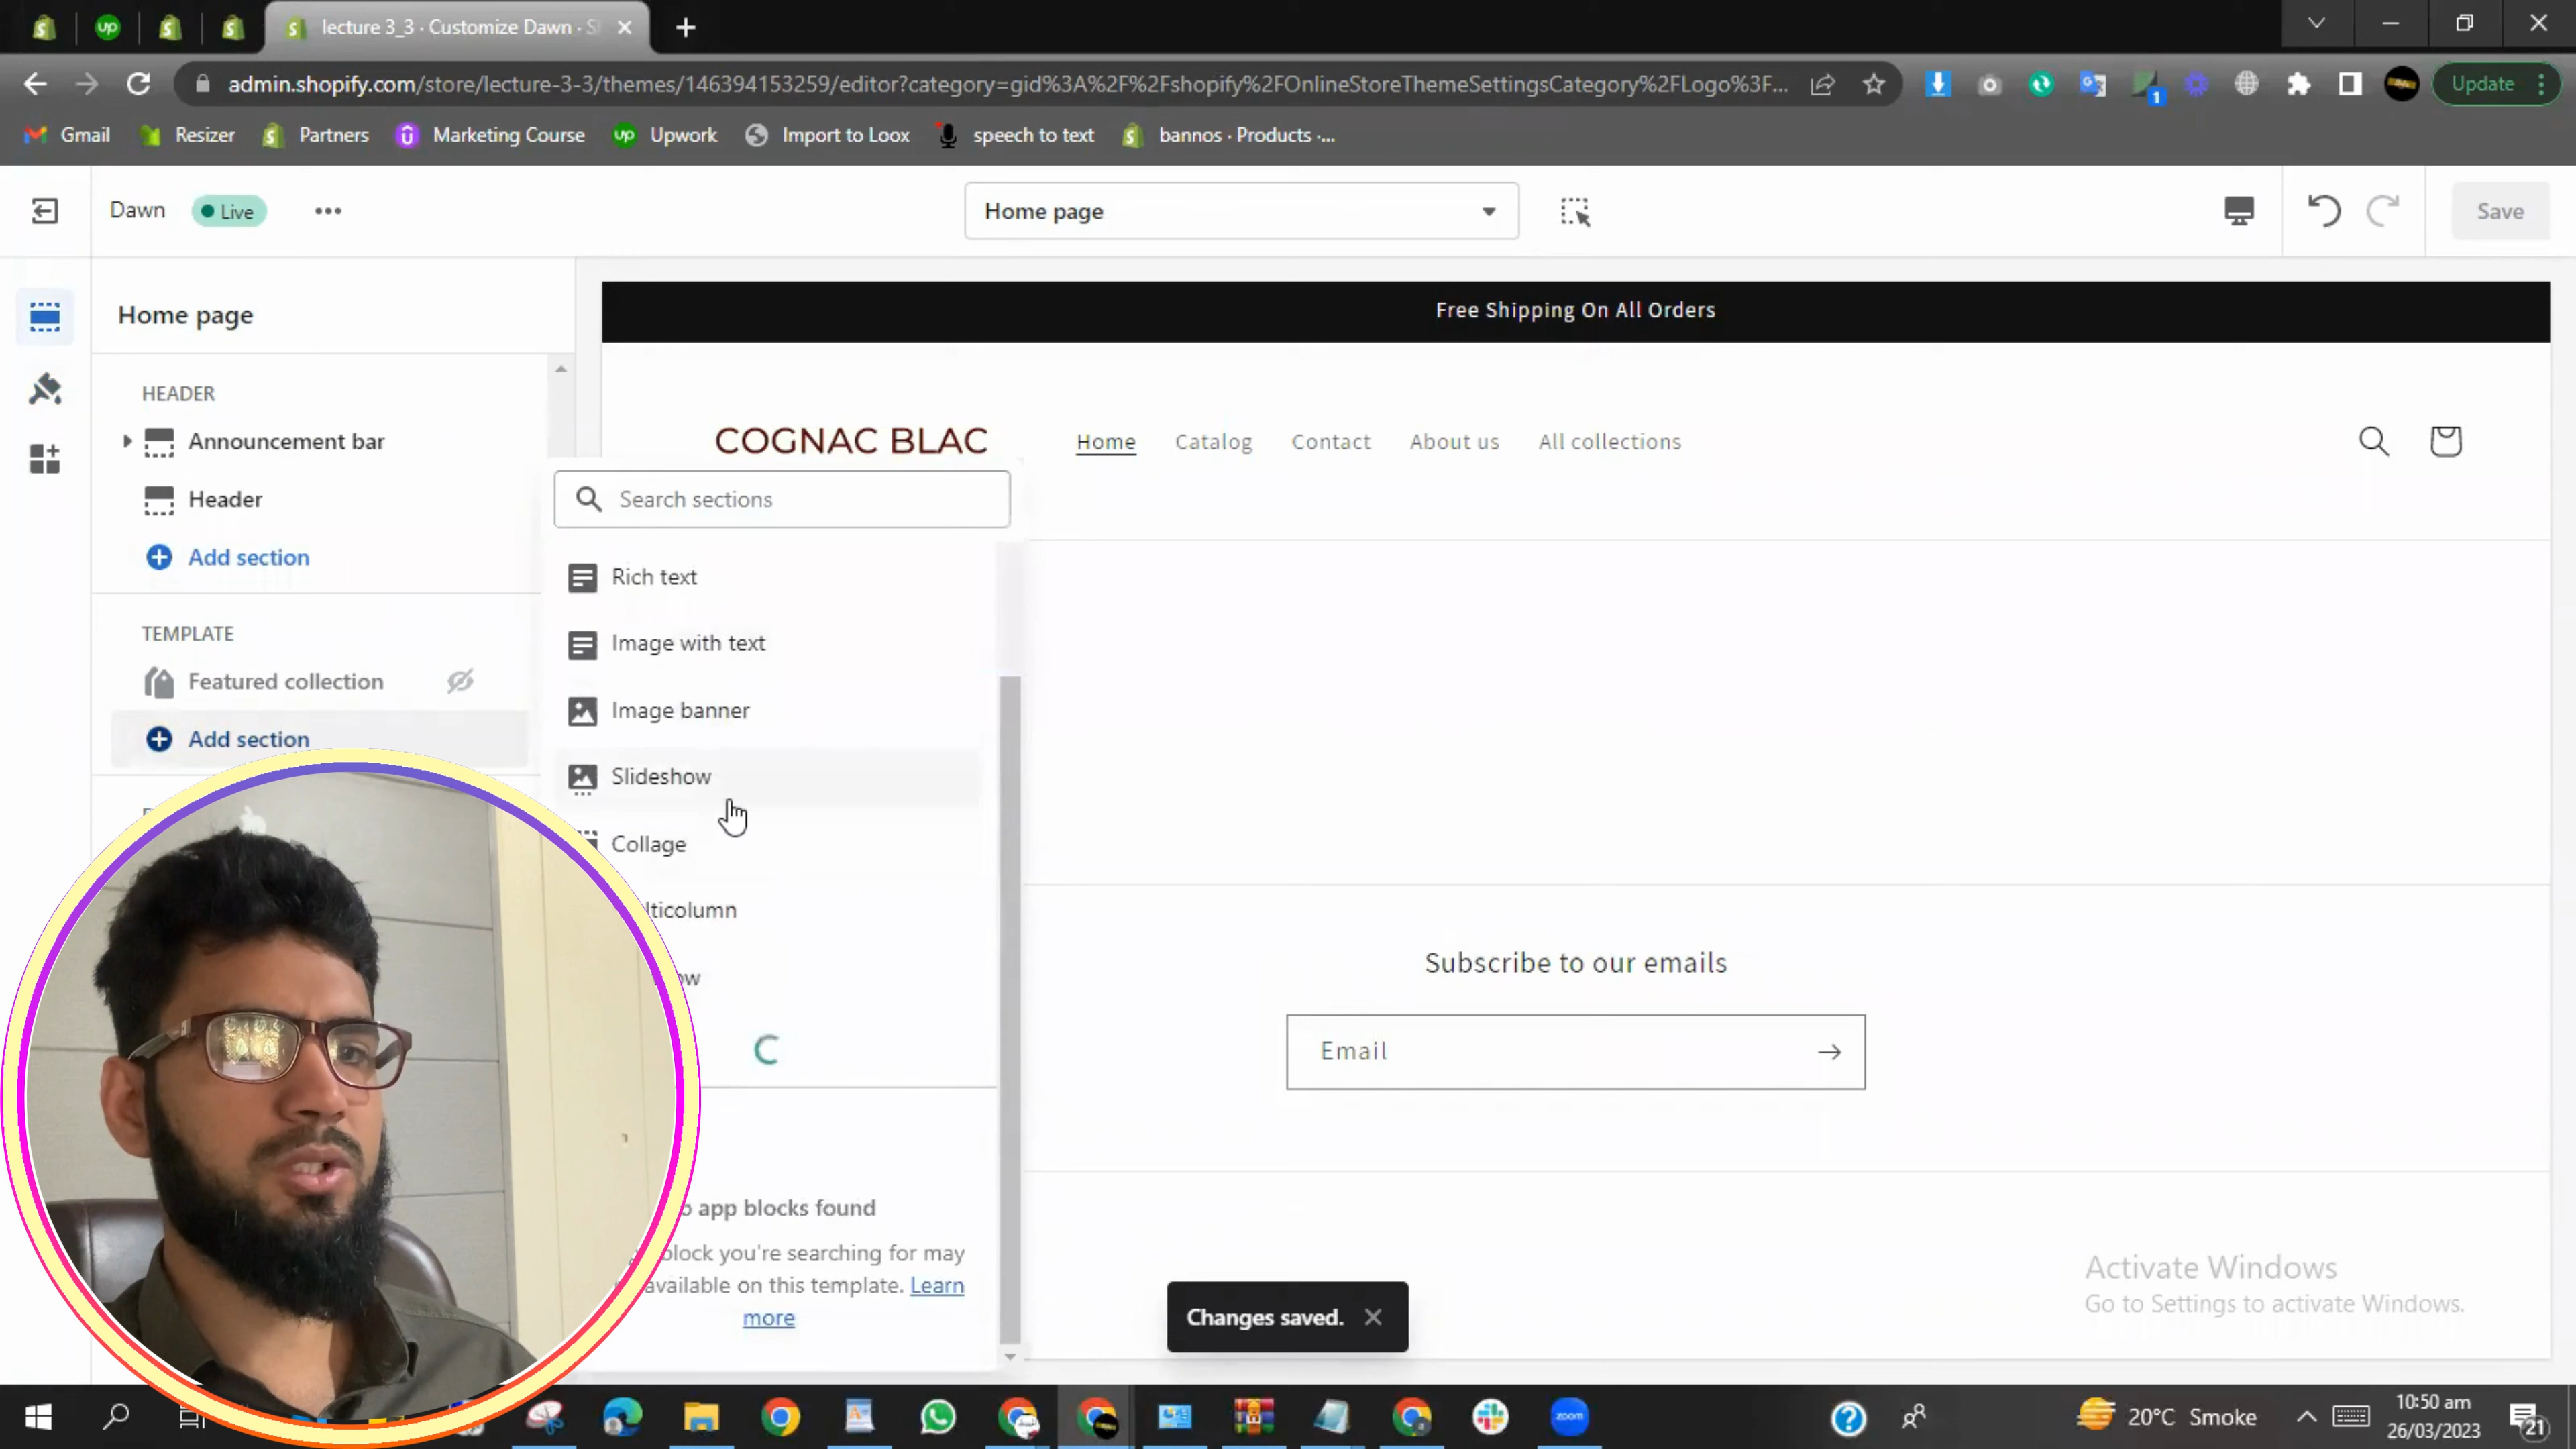 lecture 3_3 · Customize Dawn · S
admin.shopify.com/store/lecture-3-3/themes/146394153259/editor?category=gid%3A%2F%2Fshopify%2FOnlineStoreThemeSettingsCategory%2FLogo%3F...
Update
Gmail
Resizer
Partners
Marketing Course
Upwork
Import to Loox
speech to text
bannos · Products ·...
Dawn
Live
Home page
Save
Home page
HEADER
Announcement bar
Header
Add section
TEMPLATE
Featured collection
Add section
Search sections
Rich text
Image with text
Image banner
Slideshow
Collage
lticolumn
app blocks found
block you're searching for may
available on this template. Learn
more
Free Shipping On All Orders
COGNAC BLAC
Home
Catalog
Contact
About us
All collections
Subscribe to our emails
Email
Changes saved.
Activate Windows
Go to Settings to activate Windows.
zoom
20°C Smoke
10:50 am
26/03/2023
21